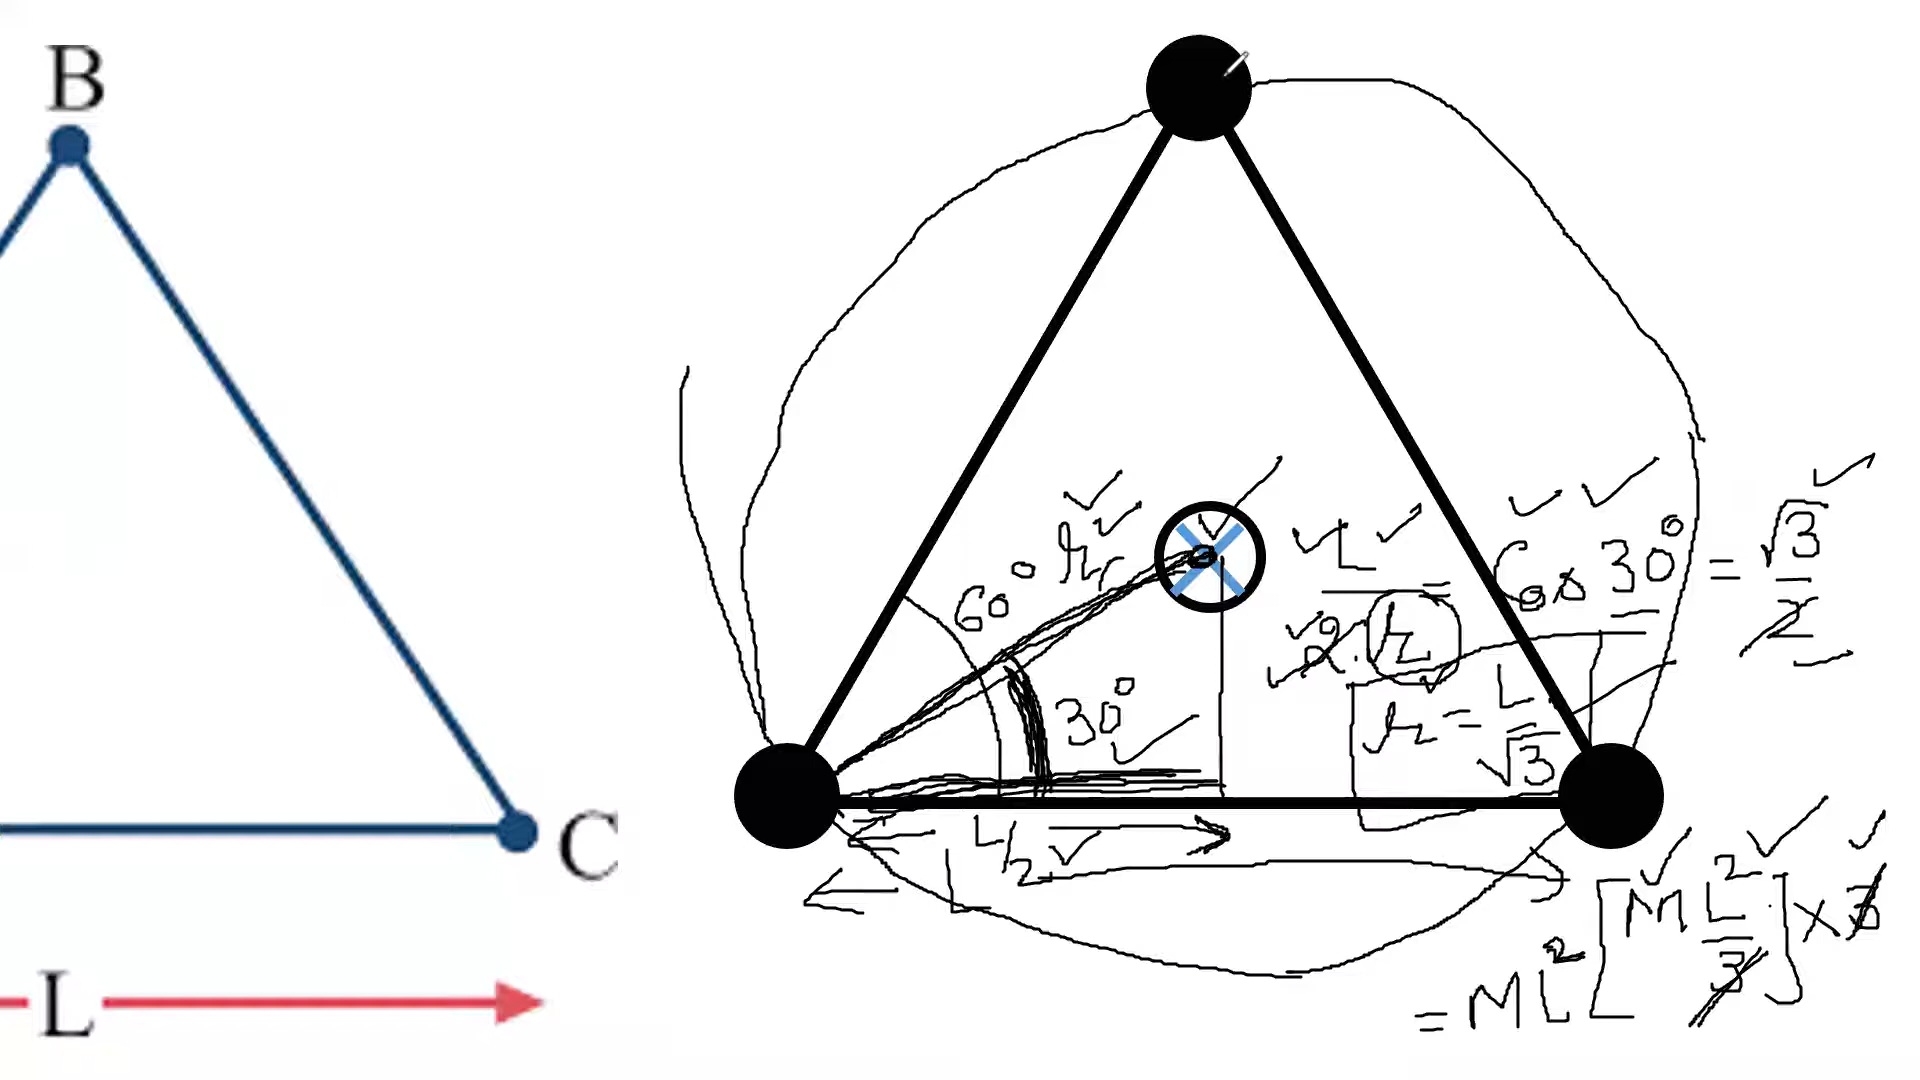 B
C
L
60° r
30°
L/2
L
L
2.r
=
Cos 30° = √3/2
r = L/√3
[M L²/3] × 3
= ML²